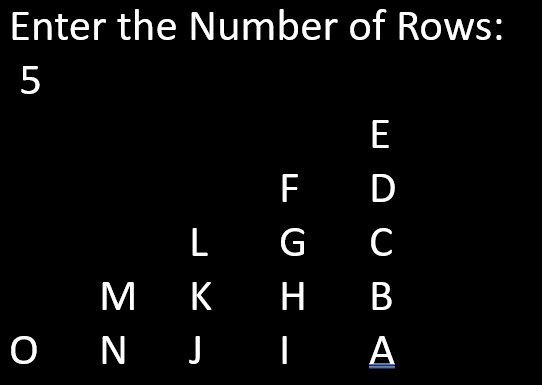 Enter the Number of Rows:
5
E
F D
L G C
M K H B
O N J I A